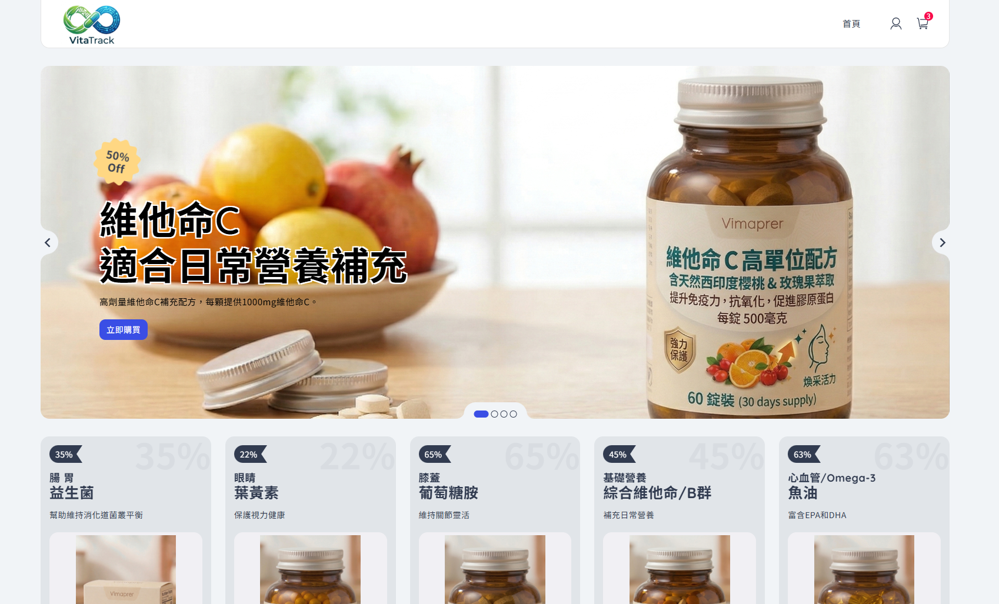 VitaTrack
首頁
3
50%
Off
維他命C
適合日常營養補充
高劑量維他命C補充配方，每顆提供1000mg維他命C。
立即購買
Vimaprer
維他命 C 高單位配方
含天然西印度櫻桃 & 玫瑰果萃取
提升免疫力，抗氧化，促進膠原蛋白
每錠 500毫克
強力
保護
煥采活力
60 錠裝 (30 days supply)
35%
35%
腸 胃
益生菌
幫助維持消化道菌叢平衡
Vimaprer
22%
22%
眼睛
葉黃素
保護視力健康
65%
65%
膝蓋
葡萄糖胺
維持關節靈活
45%
45%
基礎營養
綜合維他命/B群
補充日常營養
63%
63%
心血管/Omega-3
魚油
富含EPA和DHA